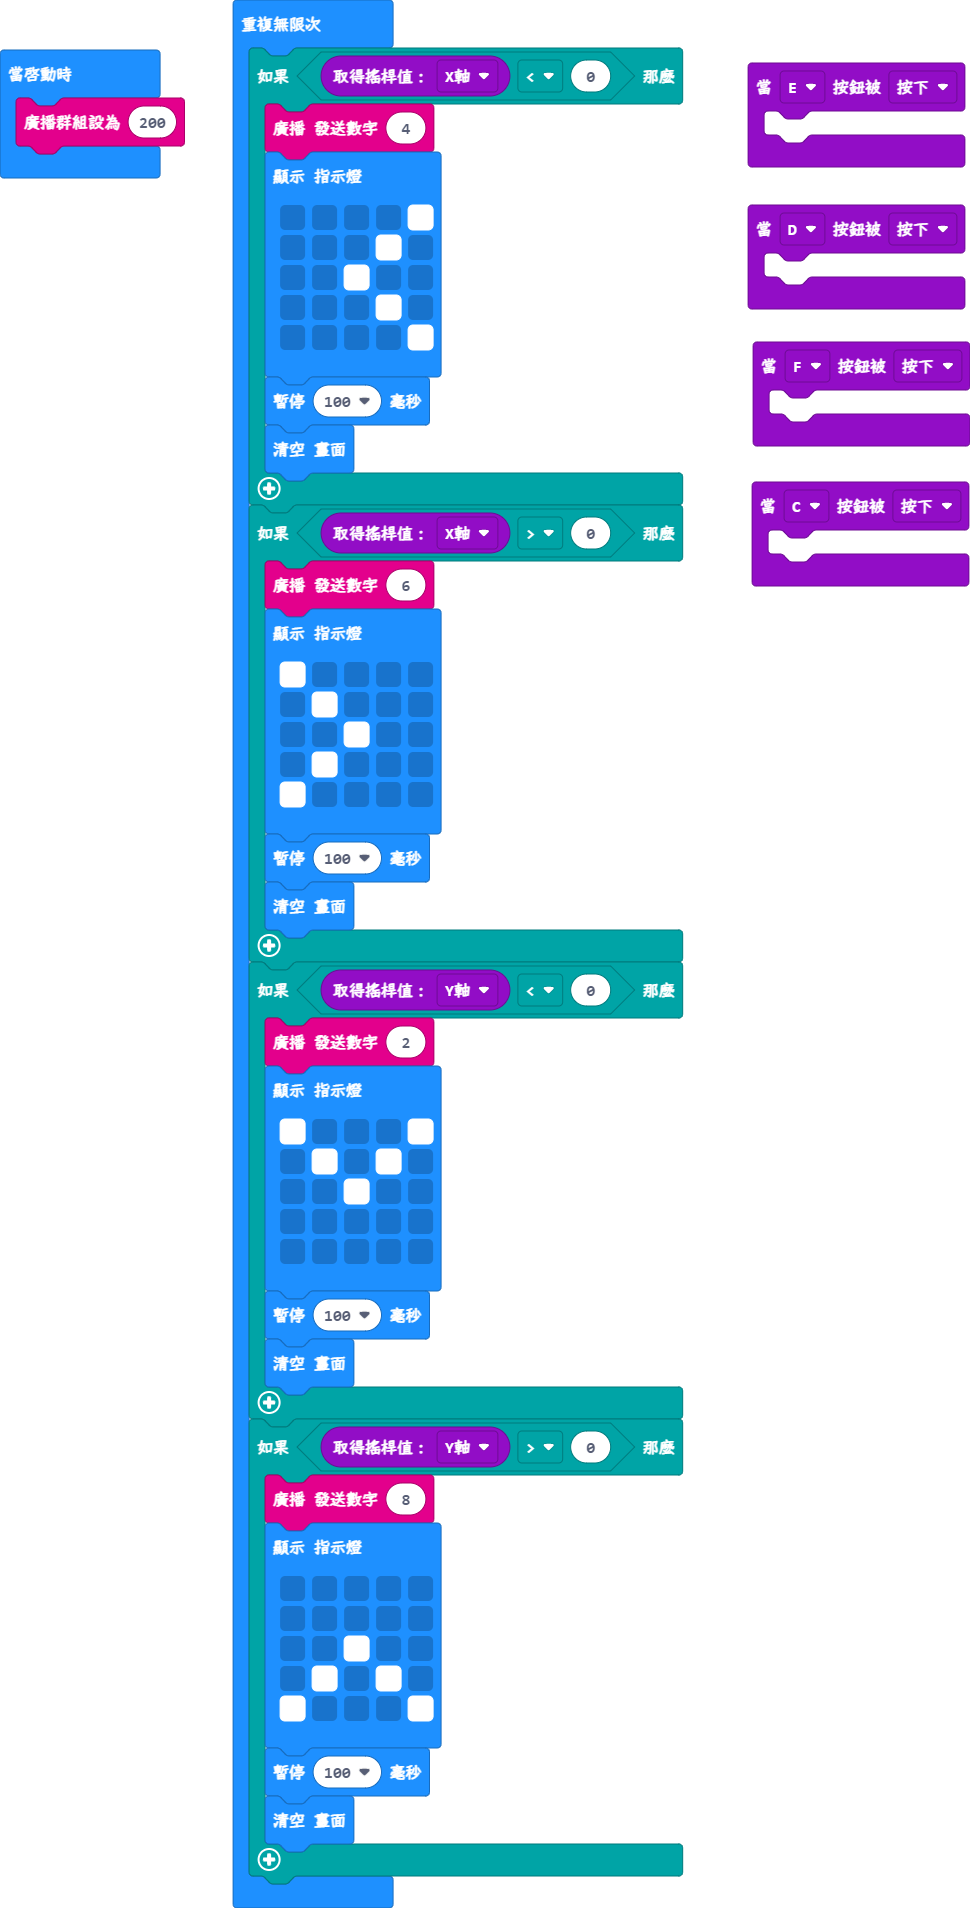 當啓動時
廣播群組設為 200
重複無限次
如果 取得搖桿值： X軸 < 0 那麼
廣播 發送數字 4
顯示 指示燈
暫停 100 毫秒
清空 畫面
如果 取得搖桿值： X軸 > 0 那麼
廣播 發送數字 6
顯示 指示燈
暫停 100 毫秒
清空 畫面
如果 取得搖桿值： Y軸 < 0 那麼
廣播 發送數字 2
顯示 指示燈
暫停 100 毫秒
清空 畫面
如果 取得搖桿值： Y軸 > 0 那麼
廣播 發送數字 8
顯示 指示燈
暫停 100 毫秒
清空 畫面
當 E 按鈕被 按下
當 D 按鈕被 按下
當 F 按鈕被 按下
當 C 按鈕被 按下